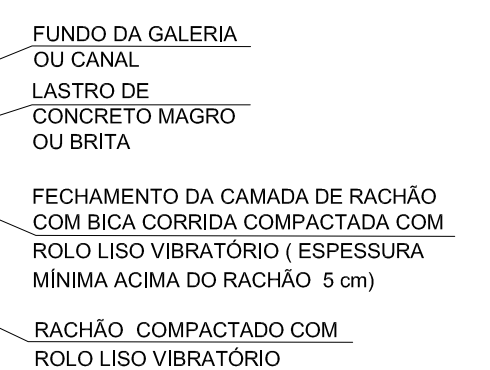 FUNDO DA GALERIA
OU CANAL
LASTRO DE
CONCRETO MAGRO
OU BRITA
FECHAMENTO DA CAMADA DE RACHÃO
COM BICA CORRIDA COMPACTADA COM
ROLO LISO VIBRATÓRIO ( ESPESSURA
MÍNIMA ACIMA DO RACHÃO 5 cm)
RACHÃO COMPACTADO COM
ROLO LISO VIBRATÓRIO